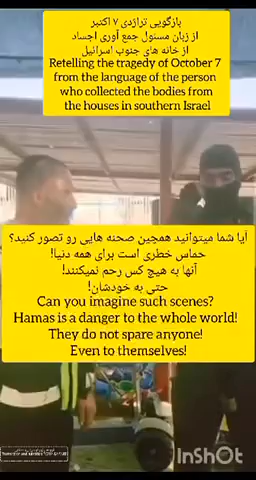 بازگویی تراژدی ۷ اکتبر
از زبان مسئول جمع آوری اجساد
از خانه های جنوب اسرائیل
Retelling the tragedy of October 7
from the language of the person
who collected the bodies from
the houses in southern Israel
آیا شما میتوانید همچین صحنه هایی رو تصور کنید؟
حماس خطری است برای همه دنیا!
آنها به هیچ کس رحم نمیکنند!
حتی به خودشان!
Can you imagine such scenes?
Hamas is a danger to the whole world!
They do not spare anyone!
Even to themselves!
InShOt